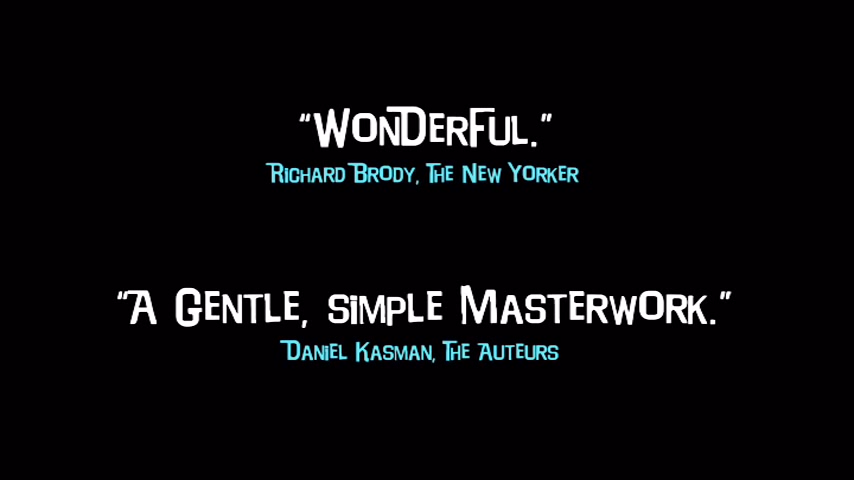 “WonDerFul.”
Richard Brody, The New Yorker
“A Gentle, simple Masterwork.”
Daniel Kasman, The Auteurs